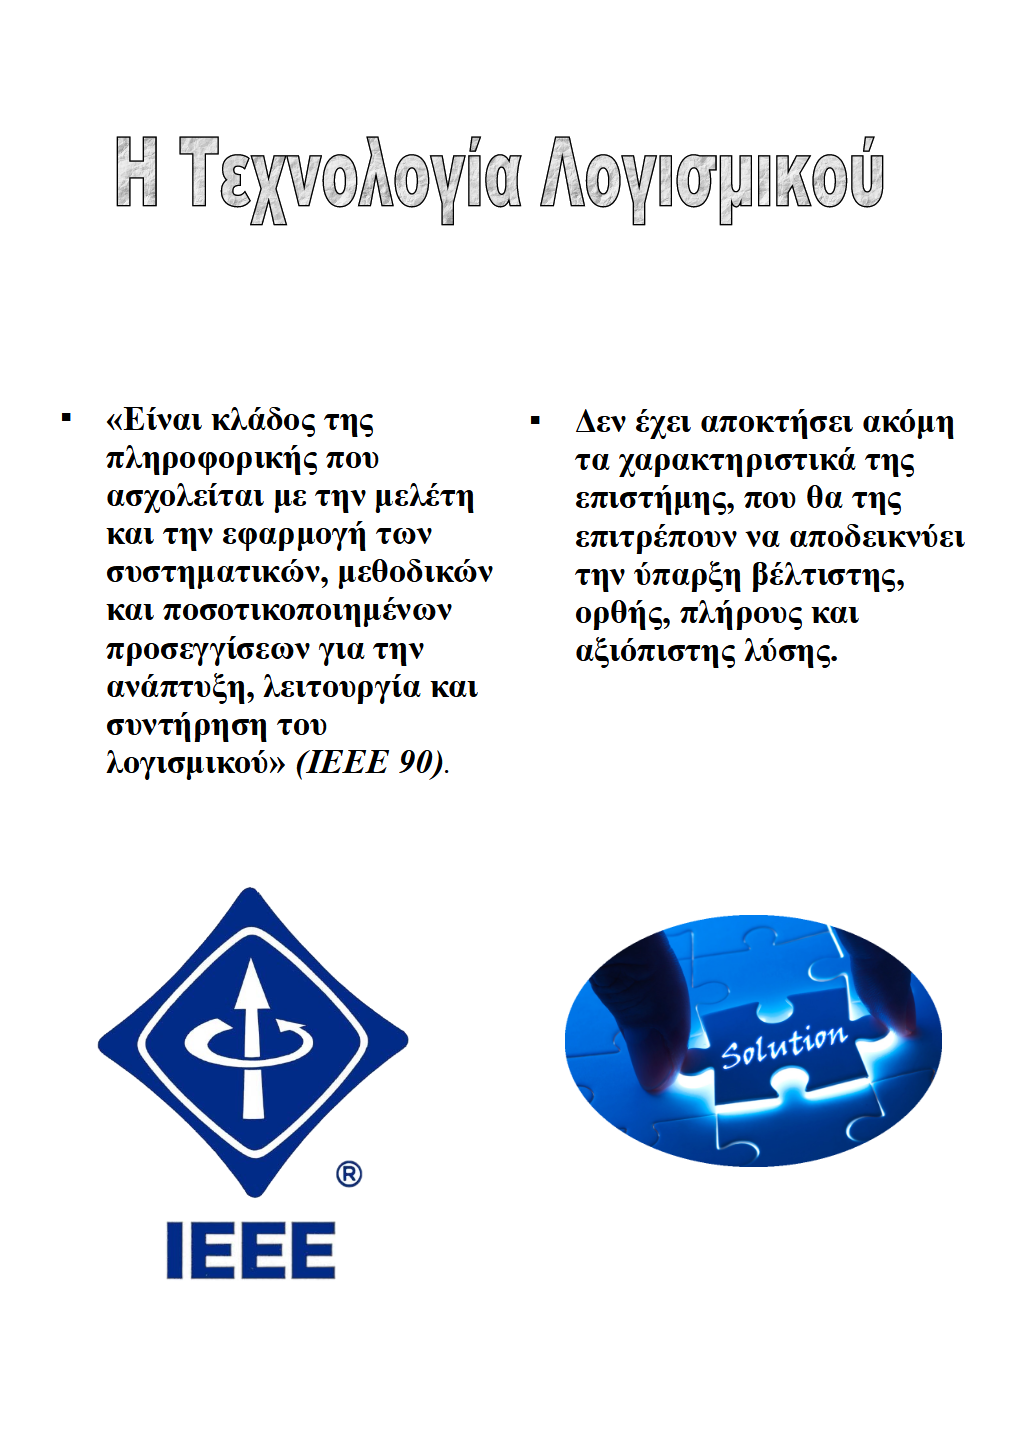 Η Τεχνολογία Λογισμικού
▪ «Είναι κλάδος της
πληροφορικής που
ασχολείται με την μελέτη
και την εφαρμογή των
συστηματικών, μεθοδικών
και ποσοτικοποιημένων
προσεγγίσεων για την
ανάπτυξη, λειτουργία και
συντήρηση του
λογισμικού» (IEEE 90).
▪ Δεν έχει αποκτήσει ακόμη
τα χαρακτηριστικά της
επιστήμης, που θα της
επιτρέπουν να αποδεικνύει
την ύπαρξη βέλτιστης,
ορθής, πλήρους και
αξιόπιστης λύσης.
®
IEEE
Solution